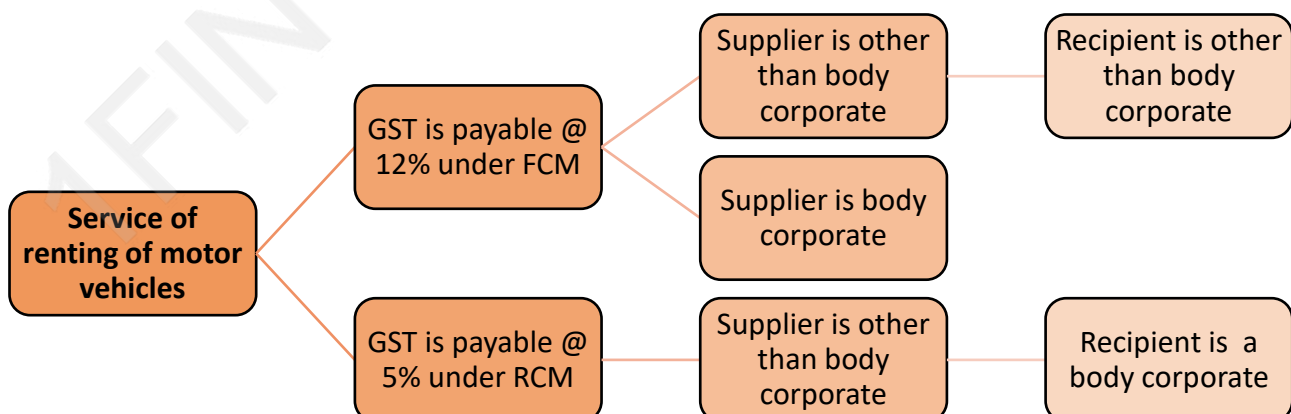 1FIN
Service of
renting of motor
vehicles
GST is payable @
12% under FCM
Supplier is other
than body
corporate
Recipient is other
than body
corporate
Supplier is body
corporate
GST is payable @
5% under RCM
Supplier is other
than body
corporate
Recipient is  a
body corporate